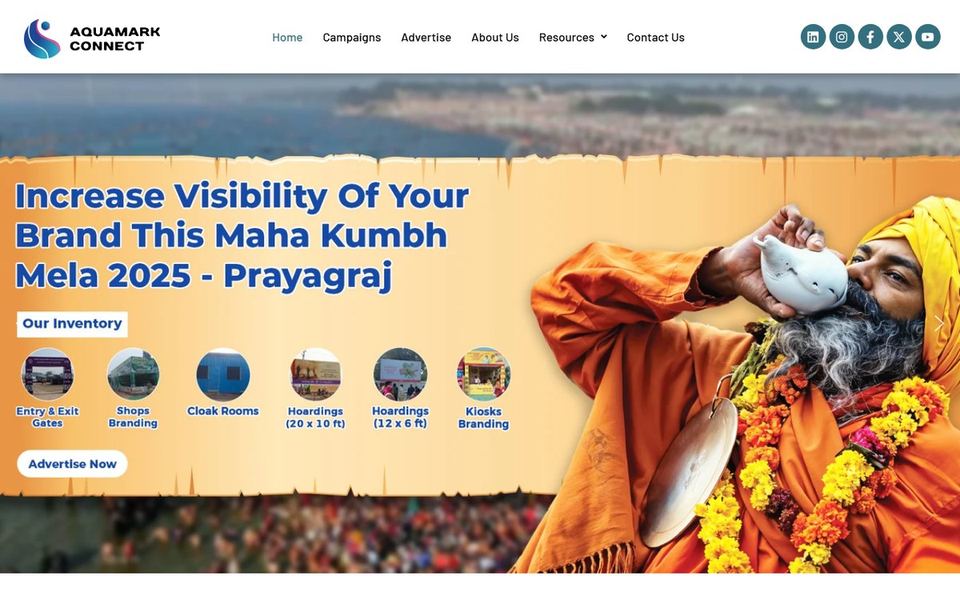 AQUAMARK
CONNECT
Home
Campaigns
Advertise
About Us
Resources
Contact Us
Increase Visibility Of Your
Brand This Maha Kumbh
Mela 2025 - Prayagraj
Our Inventory
Entry & Exit
Gates
Shops
Branding
Cloak Rooms
Hoardings
(20 x 10 ft)
Hoardings
(12 x 6 ft)
Kiosks
Branding
Advertise Now